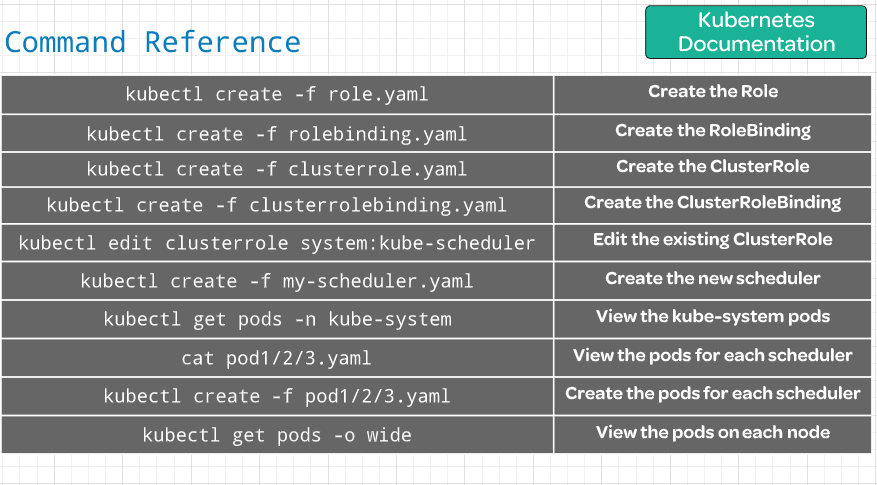 Command Reference
Kubernetes
Documentation
kubectl create -f role.yaml
Create the Role
kubectl create -f rolebinding.yaml
Create the RoleBinding
kubectl create -f clusterrole.yaml
Create the ClusterRole
kubectl create -f clusterrolebinding.yaml
Create the ClusterRoleBinding
kubectl edit clusterrole system:kube-scheduler
Edit the existing ClusterRole
kubectl create -f my-scheduler.yaml
Create the new scheduler
kubectl get pods -n kube-system
View the kube-system pods
cat pod1/2/3.yaml
View the pods for each scheduler
kubectl create -f pod1/2/3.yaml
Create the pods for each scheduler
kubectl get pods -o wide
View the pods on each node